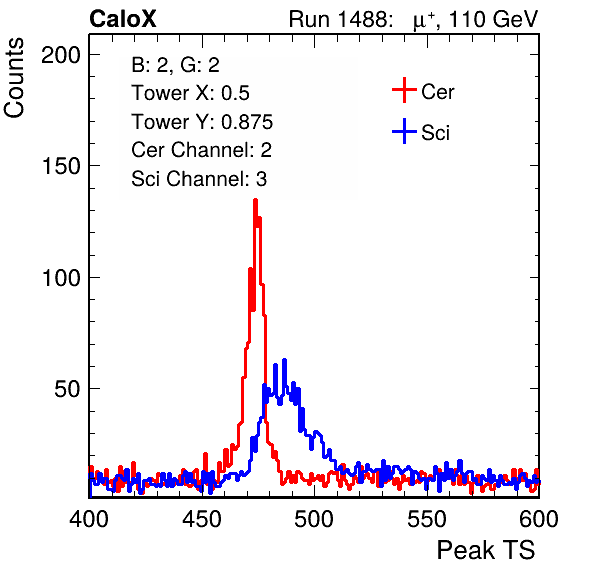 CaloX Run 1488: μ⁺, 110 GeV
Counts
200
150
100
50
B: 2, G: 2
Tower X: 0.5
Tower Y: 0.875
Cer Channel: 2
Sci Channel: 3
Cer
Sci
400 450 500 550 600
Peak TS